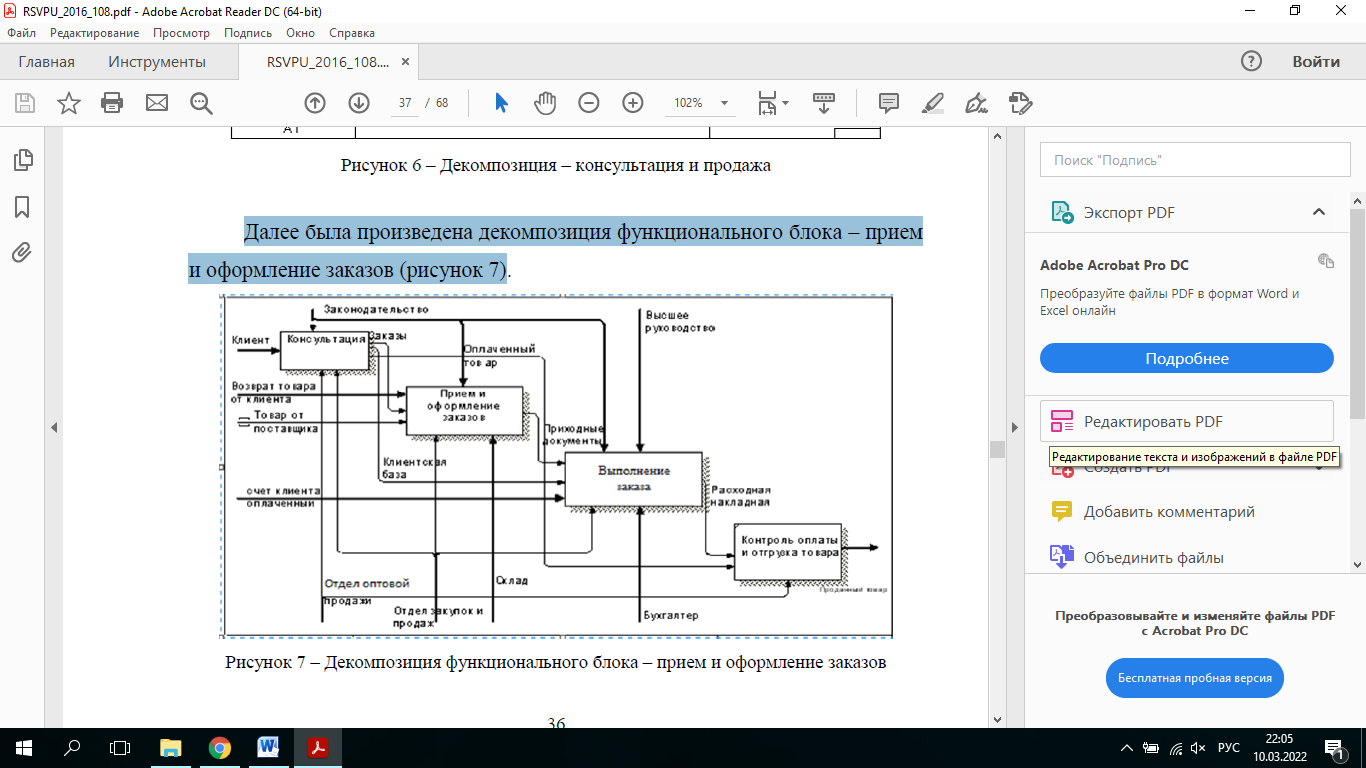 RSVPU_2016_108.pdf - Adobe Acrobat Reader DC (64-bit)
Файл Редактирование Просмотр Подпись Окно Справка
Главная Инструменты RSVPU_2016_108.... × ? Войти
37 / 68 102%
A1
Рисунок 6 – Декомпозиция – консультация и продажа
Далее была произведена декомпозиция функционального блока – прием
и оформление заказов (рисунок 7).
Законодательство
Высшее
руководство
Клиент
Консультация
Заказы
Оплаченный
тов ар
Возврат товара
от клиента
Прием и
оформление
заказов
Товар от
поставщика
Приходные
документы
Клиентская
база
Выполнение
заказа
счет клиента
оплаченный
Расходная
накладная
Контроль оплаты
и отгрузка товара
Проданный товар
Отдел оптовой
продажи
Склад
Отдел закупок и
продаж
Бухгалтер
Рисунок 7 – Декомпозиция функционального блока – прием и оформление заказов
36
Поиск "Подпись"
Экспорт PDF
Adobe Acrobat Pro DC
Преобразуйте файлы PDF в формат Word и
Excel онлайн
Подробнее
Редактировать PDF
Редактирование текста и изображений в файле PDF
Создать PDF
Добавить комментарий
Объединить файлы
Преобразовывайте и изменяйте файлы PDF
с Acrobat Pro DC
Бесплатная пробная версия
РУС
22:05
10.03.2022
1